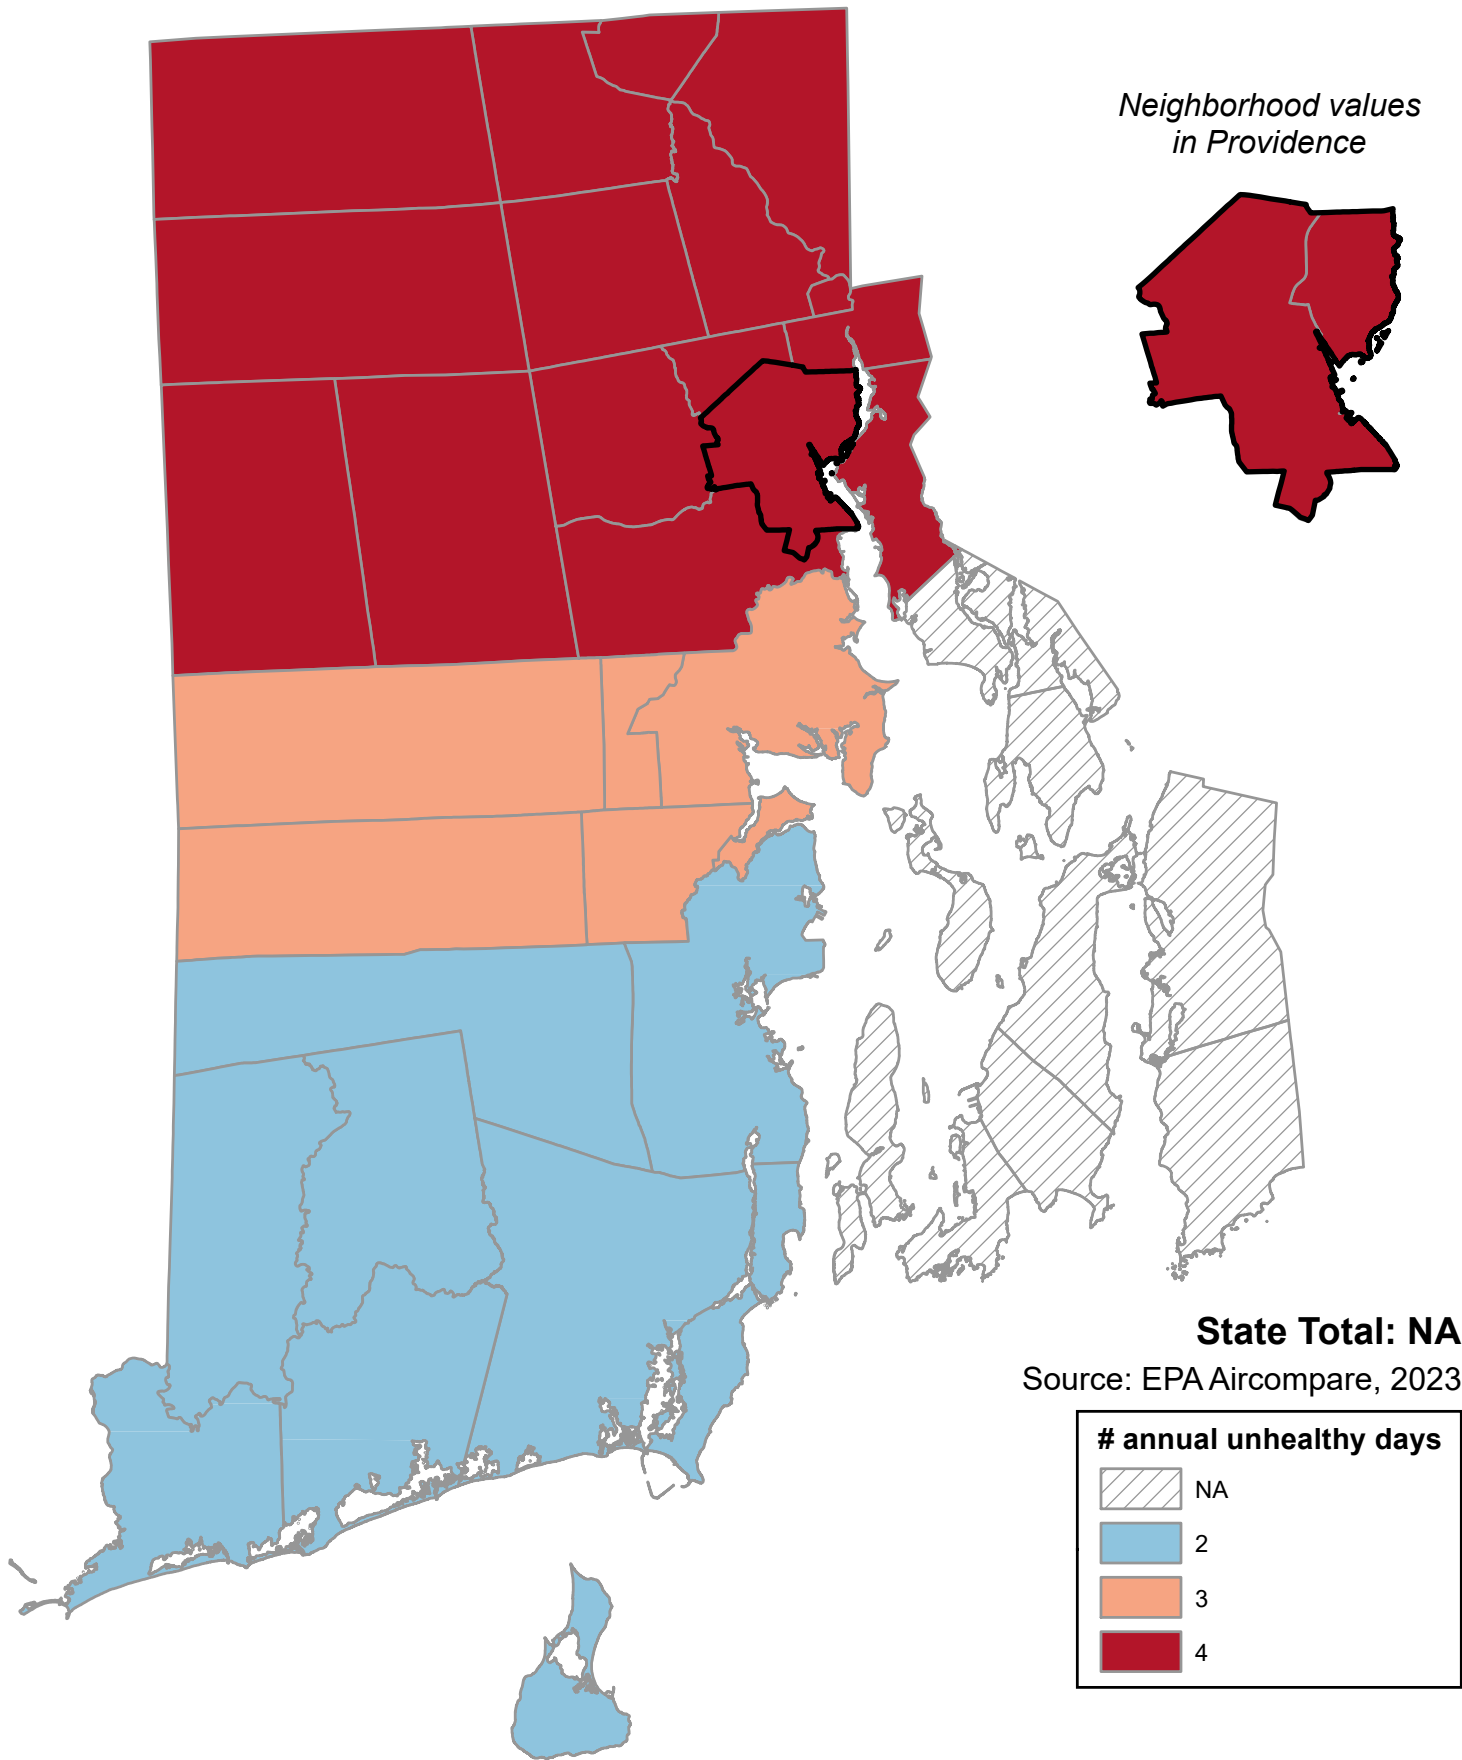 Neighborhood values
in Providence
State Total: NA
Source: EPA Aircompare, 2023
# annual unhealthy days
NA
2
3
4